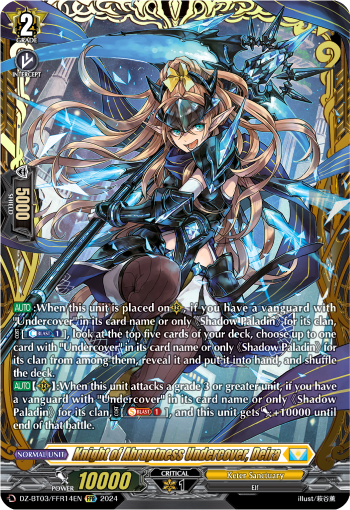 2
GRADE
INTERCEPT
5000
SHIELD
AUTO:When this unit is placed on , if you have a vanguard with
"Undercover" in its card name or only《Shadow Paladin》for its clan,
COST [ BLAST 1 ], look at the top five cards of your deck, choose up to one
card with "Undercover" in its card name or only《Shadow Paladin》for
its clan from among them, reveal it and put it into hand, and shuffle
the deck.
AUTO【 】:When this unit attacks a grade 3 or greater unit, if you have
a vanguard with "Undercover" in its card name or only《Shadow
Paladin》for its clan, COST [ BLAST 1 ], and this unit gets +10000 until
end of that battle.
NORMAL UNIT
Knight of Abruptness Undercover, Deira
POWER 10000
CRITICAL
1
Keter Sanctuary
Elf
DZ-BT03/FFR14EN FFR 2024
illust/萩谷薫